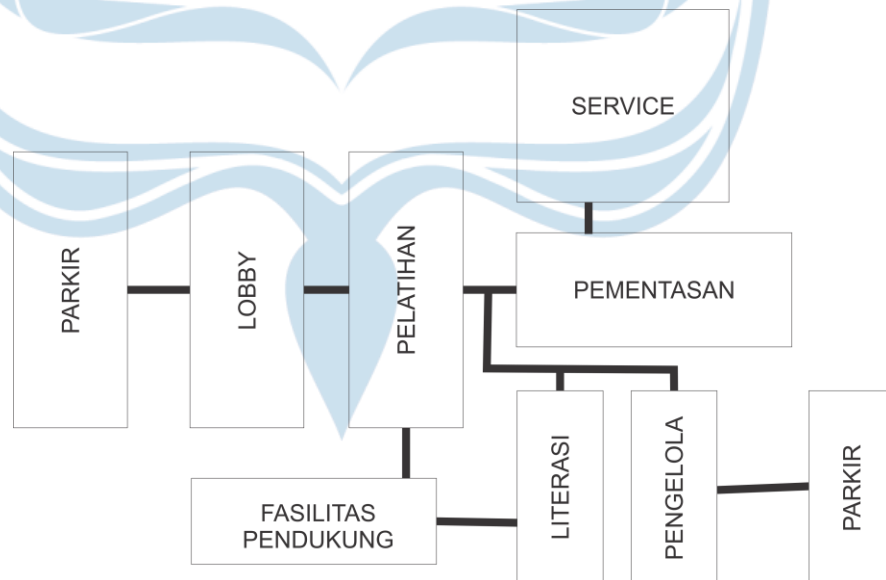 SERVICE
PARKIR
LOBBY
PELATIHAN
PEMENTASAN
LITERASI
PENGELOLA
PARKIR
FASILITAS
PENDUKUNG